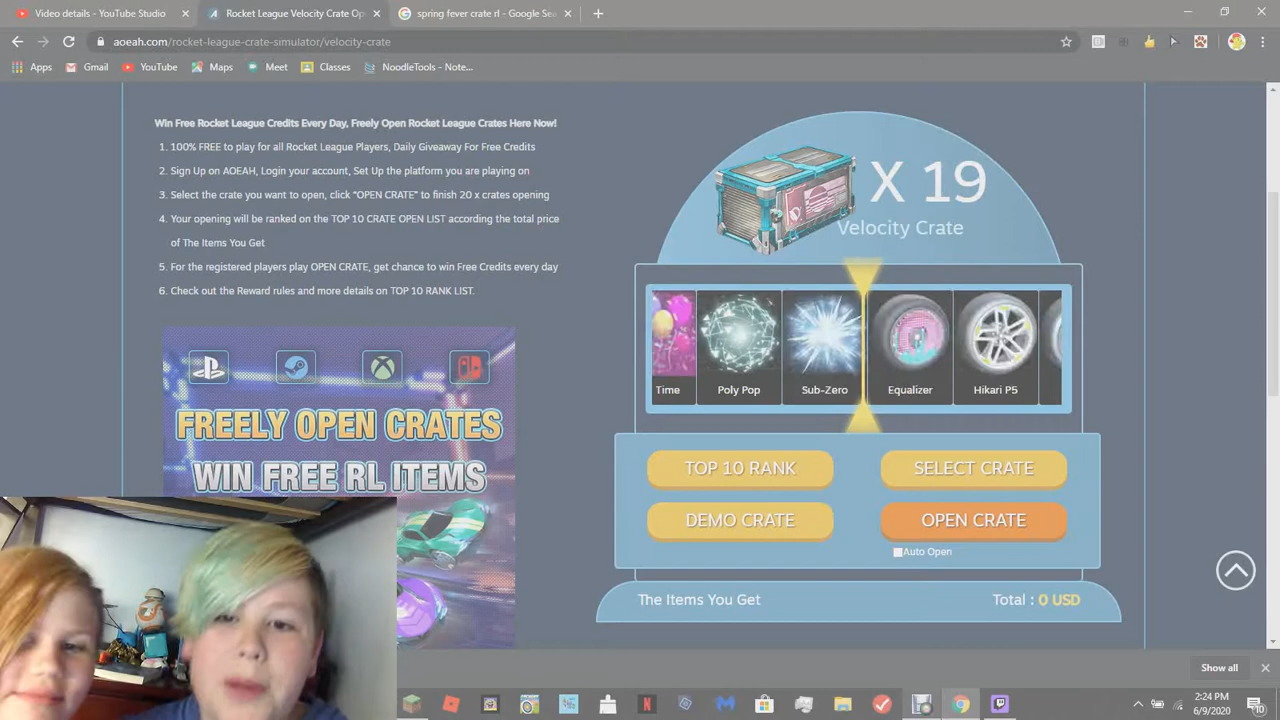 Video details - YouTube Studio
Rocket League Velocity Crate Op
spring fever crate rl - Google Sea
aoeah.com/rocket-league-crate-simulator/velocity-crate
Apps Gmail YouTube Maps Meet Classes NoodleTools - Note...
Win Free Rocket League Credits Every Day, Freely Open Rocket League Crates Here Now!
1. 100% FREE to play for all Rocket League Players, Daily Giveaway For Free Credits
2. Sign Up on AOEAH, Login your account, Set Up the platform you are playing on
3. Select the crate you want to open, click "OPEN CRATE" to finish 20 x crates opening
4. Your opening will be ranked on the TOP 10 CRATE OPEN LIST according the total price
of The Items You Get
5. For the registered players play OPEN CRATE, get chance to win Free Credits every day
6. Check out the Reward rules and more details on TOP 10 RANK LIST.
FREELY OPEN CRATES
WIN FREE RL ITEMS
X 19
Velocity Crate
Time Poly Pop Sub-Zero Equalizer Hikari P5
TOP 10 RANK SELECT CRATE
DEMO CRATE OPEN CRATE
Auto Open
The Items You Get Total : 0 USD
Show all
2:24 PM
6/9/2020
10